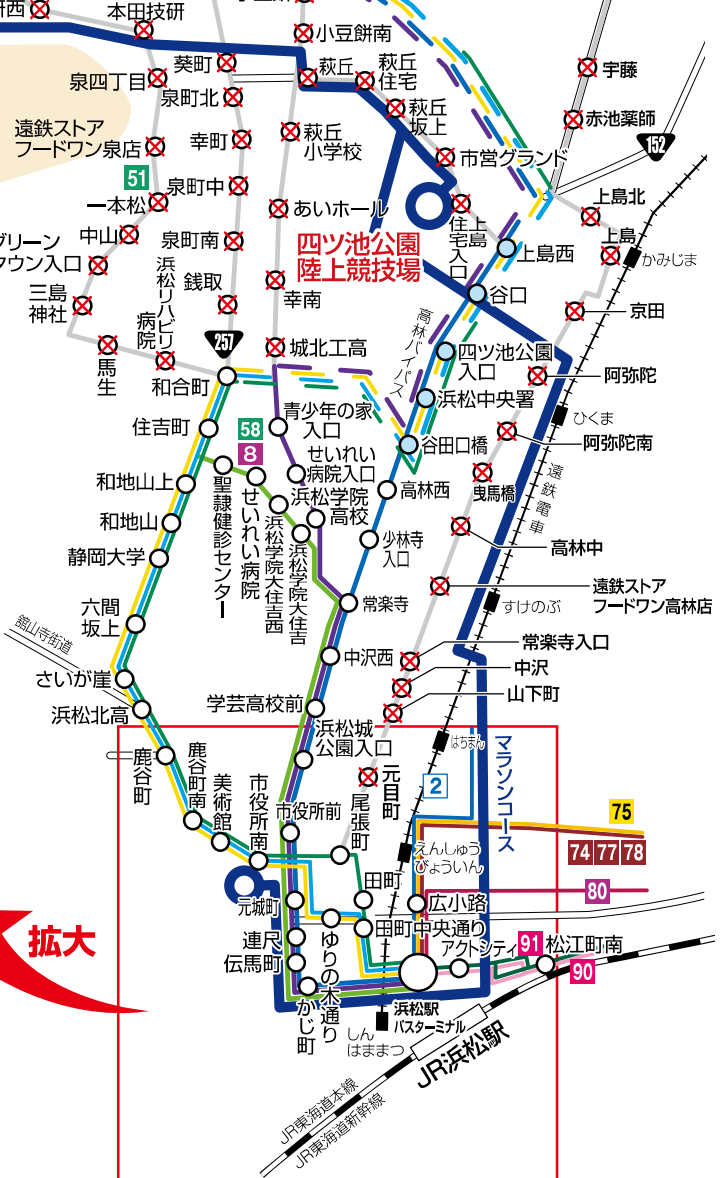 本田技研
小豆餅南
葵町
萩丘
萩丘
住宅
宇藤
泉四丁目
泉町北
萩丘
坂上
赤池薬師
遠鉄ストア
フードワン泉店
幸町
萩丘
小学校
市営グランド
152
51
泉町中
一本松
あいホール
住上
宅島
入
口
上島北
中山
泉町南
四ツ池公園
陸上競技場
上島西
上島
グリーン
タウン入口
浜松リハビリ
病院
かみじま
銭取
谷口
三島
神社
幸南
高林バイパス
京田
257
馬生
城北工高
四ツ池公園
入口
和合町
阿弥陀
青少年の家
入口
浜松中央署
ひくま
住吉町
58
8
谷田口橋
阿弥陀南
せいれい
病院入口
和地山上
聖隷健診センター
せいれい病院
浜松学院大住吉西
浜松学院大住吉
浜松学院
高校
高林西
曳馬橋
遠鉄電車
和地山
静岡大学
少林寺
入口
高林中
六間
坂上
常楽寺
すけのぶ
遠鉄ストア
フードワン高林店
舘山寺街道
さいが崖
中沢西
常楽寺入口
中沢
浜松北高
学芸高校前
山下町
鹿谷町
鹿谷町南
美術館
市役所南
浜松城
公園入口
はちまん
マラソンコース
元目町
尾張町
2
市役所前
75
えんしゅう
びょういん
74
77
78
田町
80
元城町
広小路
連尺
伝馬町
ゆりの木通り
田町中央通り
アクトシティ
91
松江町南
90
かじ町
拡大
浜松駅
バスターミナル
しん
はままつ
JR浜松駅
JR東海道本線
JR東海道新幹線